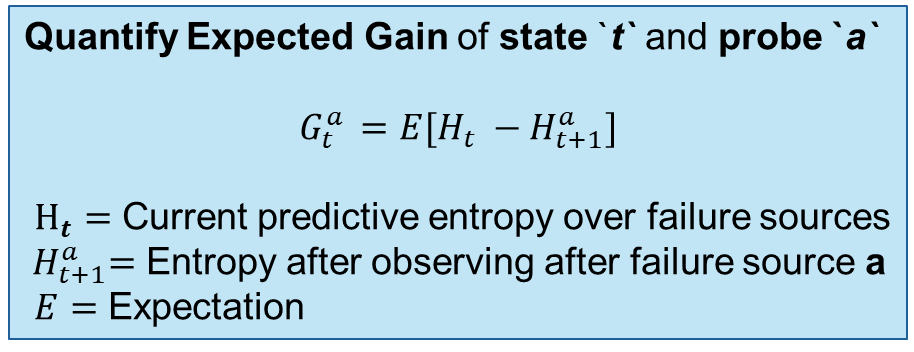 Quantify Expected Gain of state `t` and probe `a`
G_t^a = E[H_t − H_{t+1}^a]
H_t = Current predictive entropy over failure sources
H_{t+1}^a = Entropy after observing after failure source a
E = Expectation